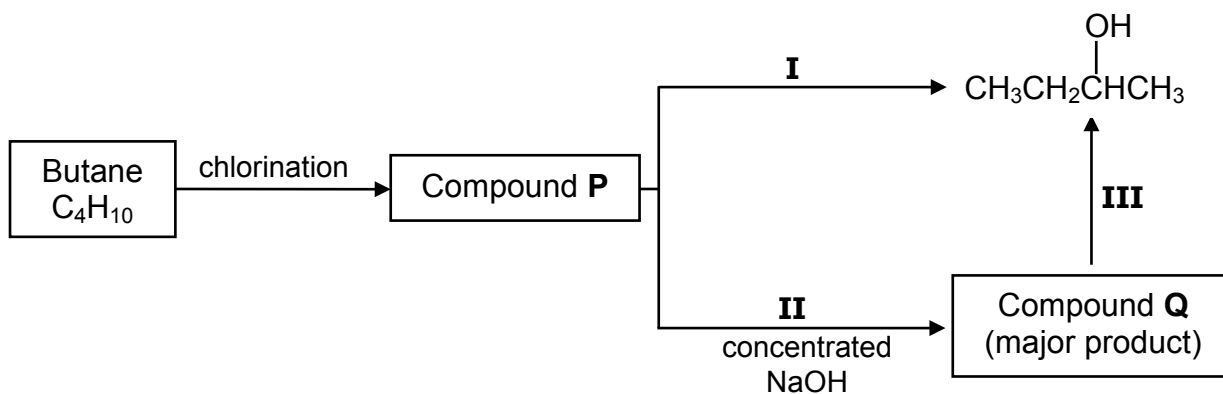 OH
I
CH₃CH₂CHCH₃
Butane
C₄H₁₀
chlorination
Compound P
III
II
concentrated
NaOH
Compound Q
(major product)